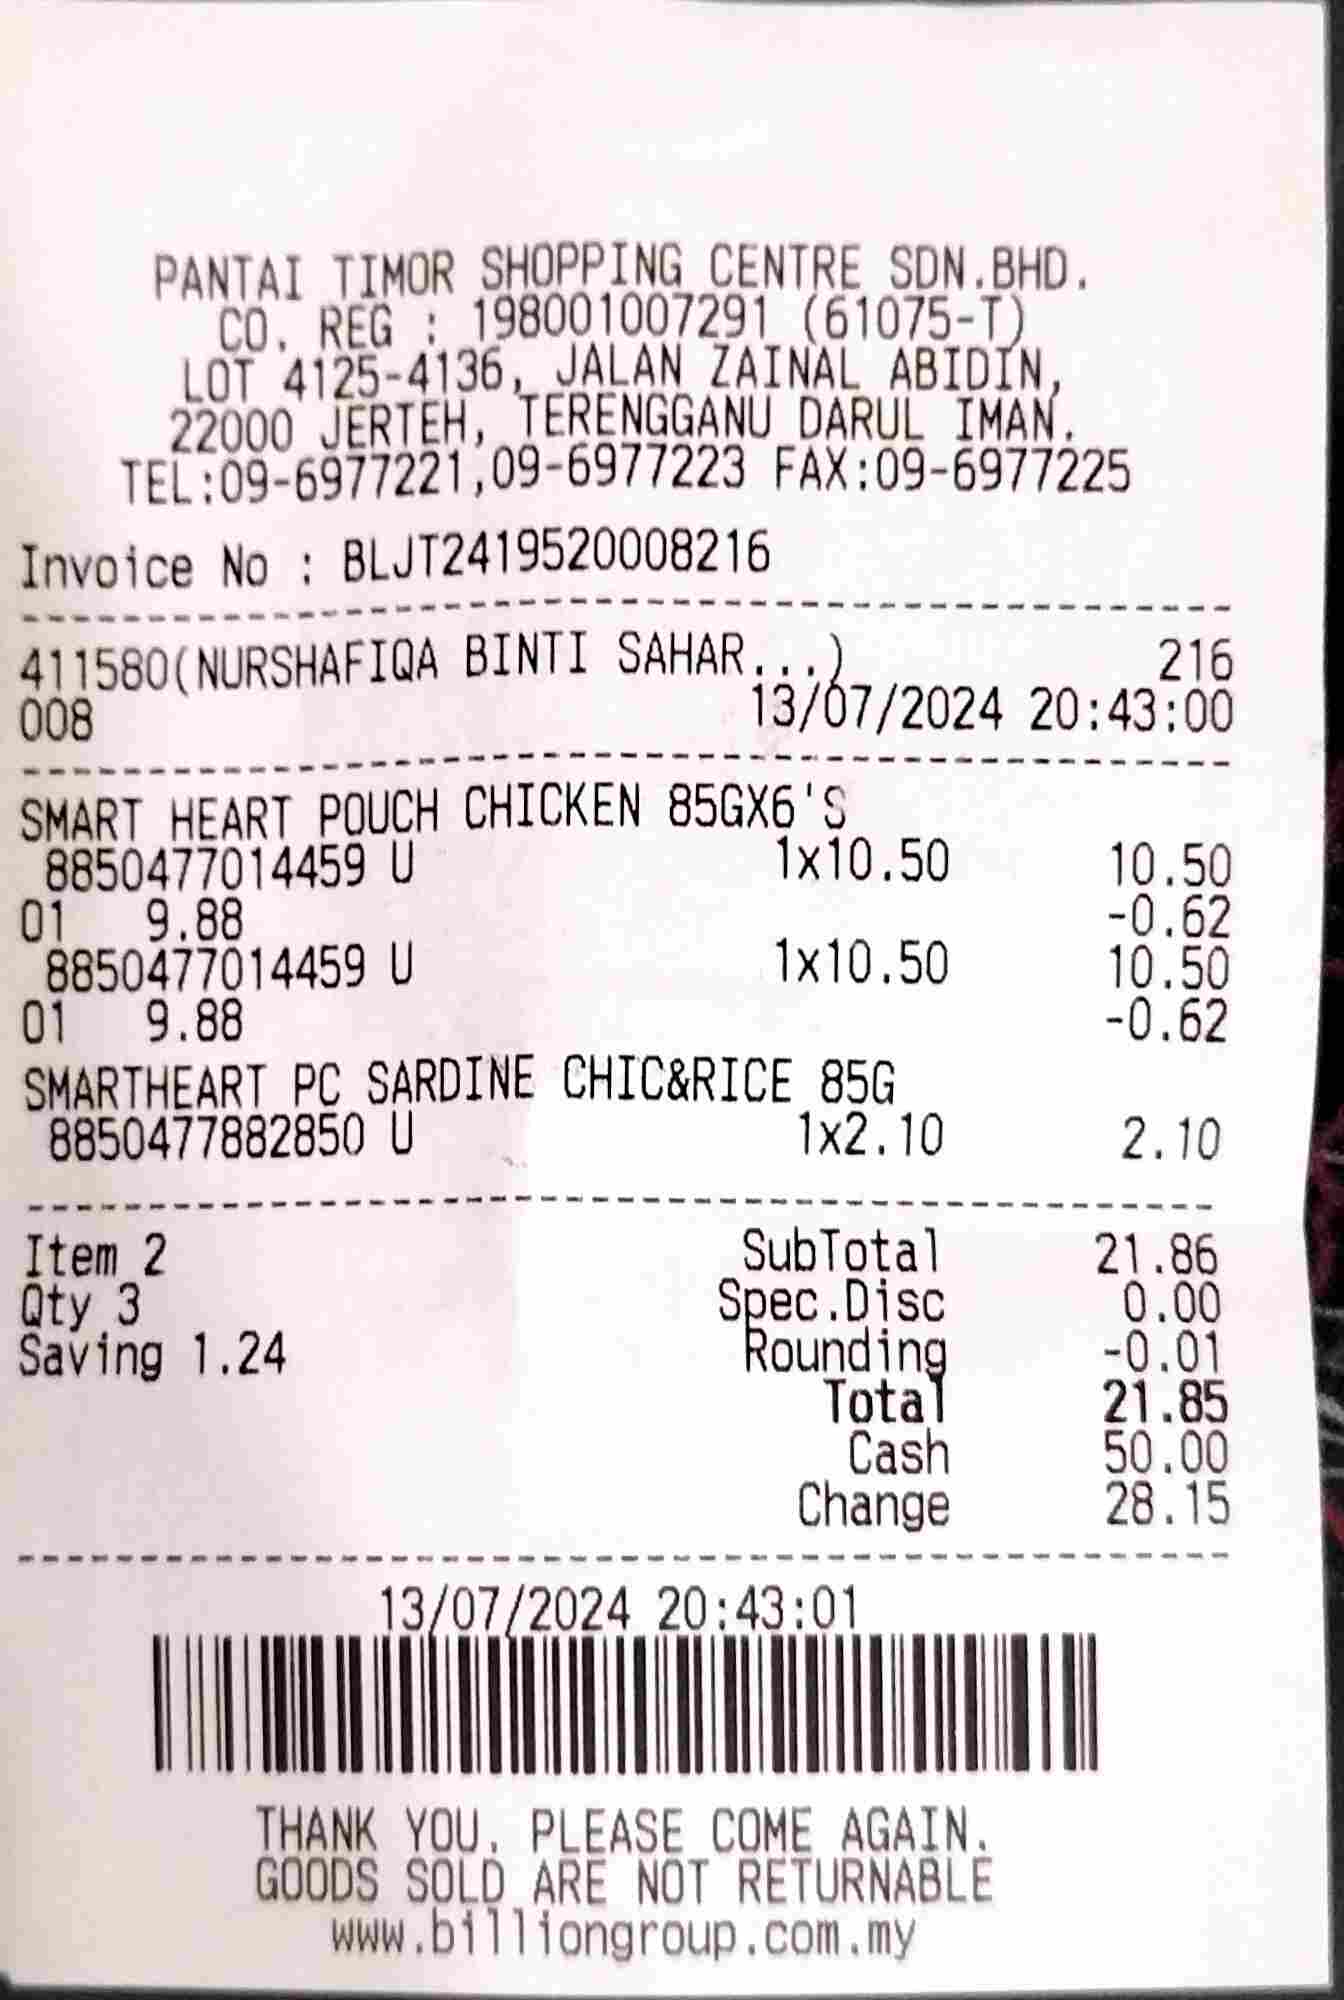 PANTAI TIMOR SHOPPING CENTRE SDN.BHD.
CO. REG : 198001007291 (61075-T)
LOT 4125-4136, JALAN ZAINAL ABIDIN,
22000 JERTEH, TERENGGANU DARUL IMAN.
TEL:09-6977221,09-6977223 FAX:09-6977225
Invoice No : BLJT2419520008216
411580(NURSHAFIQA BINTI SAHAR...) 216
008 13/07/2024 20:43:00
SMART HEART POUCH CHICKEN 85GX6'S
8850477014459 U 1x10.50 10.50
01 9.88 -0.62
8850477014459 U 1x10.50 10.50
01 9.88 -0.62
SMARTHEART PC SARDINE CHIC&RICE 85G
8850477882850 U 1x2.10 2.10
Item 2 SubTotal 21.86
Qty 3 Spec.Disc 0.00
Saving 1.24 Rounding -0.01
Total 21.85
Cash 50.00
Change 28.15
13/07/2024 20:43:01
THANK YOU. PLEASE COME AGAIN.
GOODS SOLD ARE NOT RETURNABLE
www.billiongroup.com.my